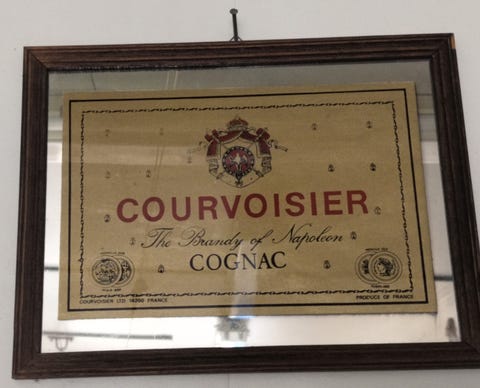 COURVOISIER
The Brandy of Napoleon
COGNAC
COURVOISIER LTD 16200 FRANCE
PRODUCE OF FRANCE